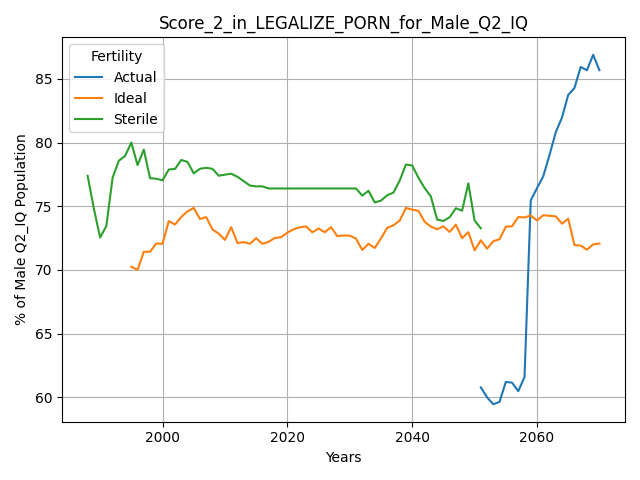 Score_2_in_LEGALIZE_PORN_for_Male_Q2_IQ
Fertility
Actual
Ideal
Sterile
% of Male Q2_IQ Population
85
80
75
70
65
60
2000
2020
2040
2060
Years